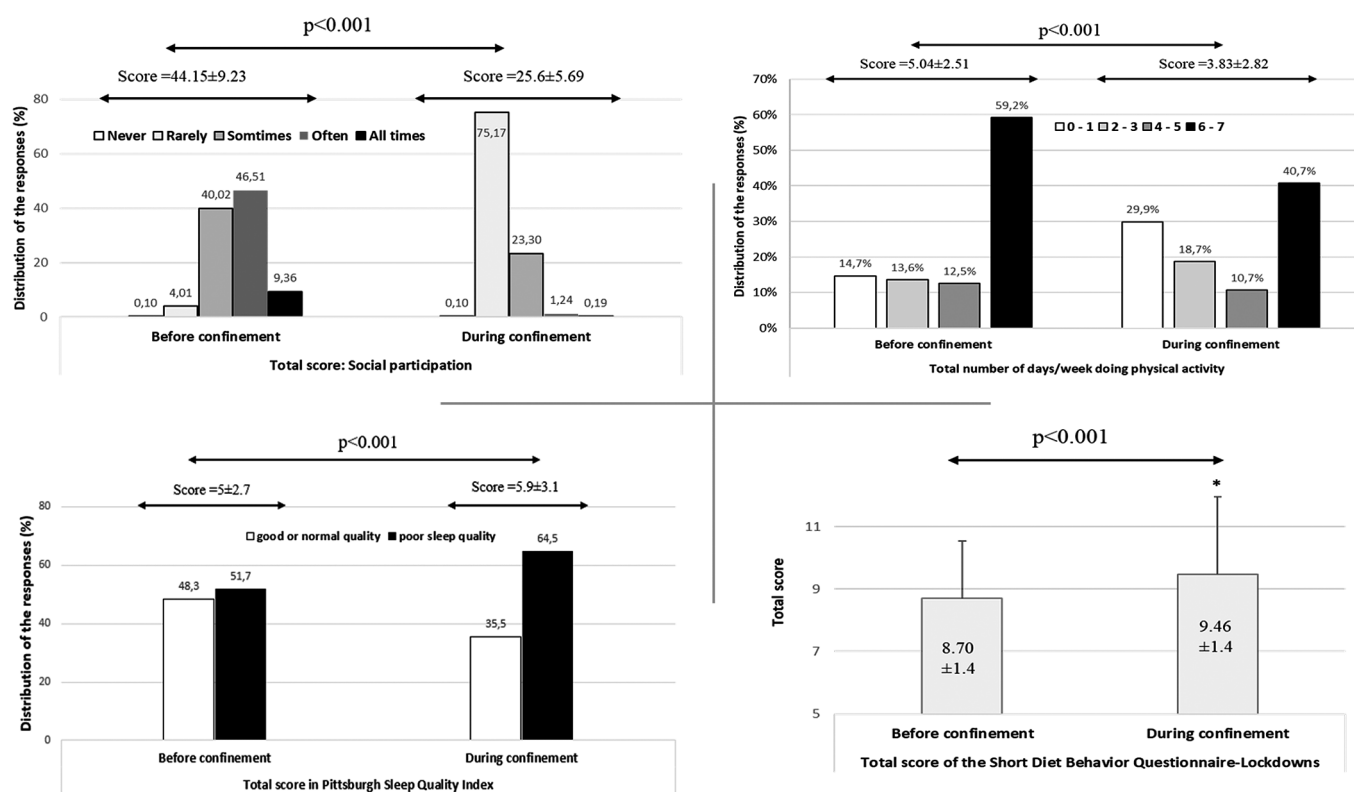 p<0.001
Score =44.15±9.23
Score =25.6±5.69
Distribution of the responses (%)
80
60
40
20
0
Never Rarely Somtimes Often All times
0,10
4,01
40,02
46,51
9,36
0,10
75,17
23,30
1,24
0,19
Before confinement
During confinement
Total score: Social participation
p<0.001
Score =5.04±2.51
Score =3.83±2.82
Distribution of the responses (%)
70%
60%
50%
40%
30%
20%
10%
0%
0 - 1 2 - 3 4 - 5 6 - 7
14,7%
13,6%
12,5%
59,2%
29,9%
18,7%
10,7%
40,7%
Before confinement
During confinement
Total number of days/week doing physical activity
p<0.001
Score =5±2.7
Score =5.9±3.1
Distribution of the responses (%)
80
60
40
20
0
good or normal quality poor sleep quality
48,3
51,7
35,5
64,5
Before confinement
During confinement
Total score in Pittsburgh Sleep Quality Index
p<0.001
*
Total score
11
9
7
5
8.70
±1.4
9.46
±1.4
Before confinement
During confinement
Total score of the Short Diet Behavior Questionnaire-Lockdowns